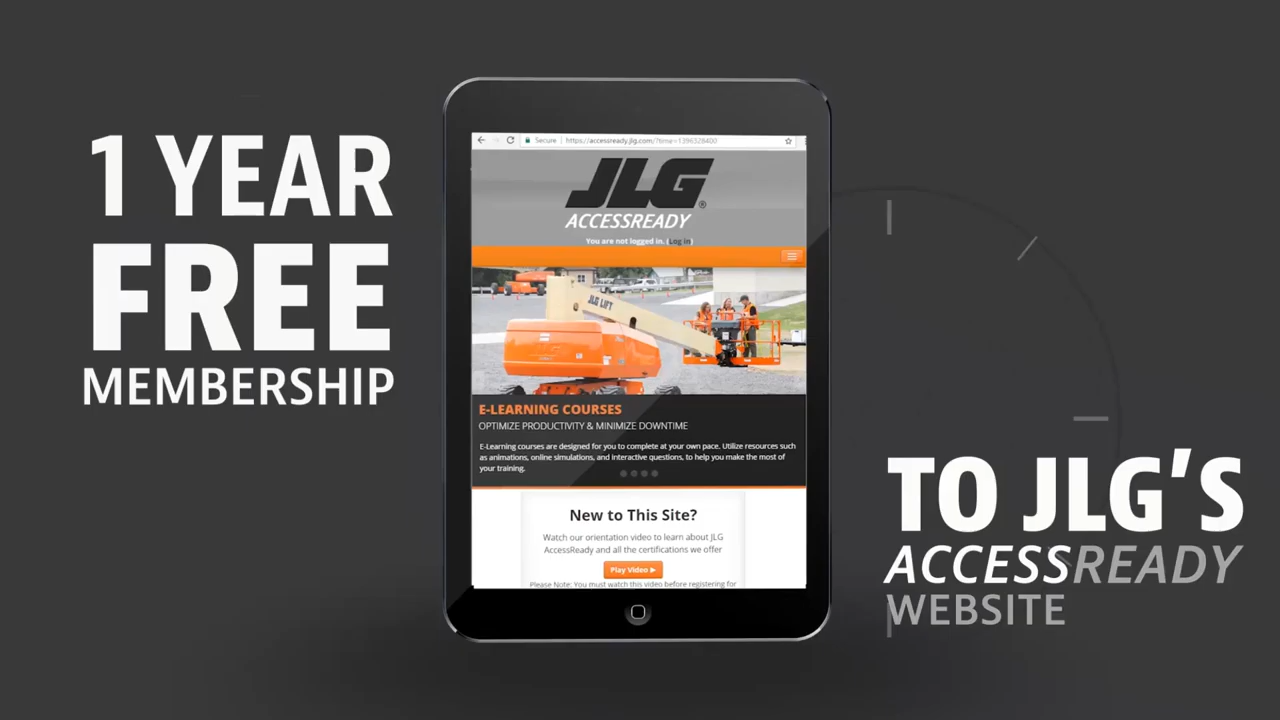 1 YEAR
FREE
MEMBERSHIP
Secure | https://accessready.jlg.com/?time=1396328400
JLG®
ACCESSREADY
You are not logged in. (Log in)
JLG LIFT
E-LEARNING COURSES
OPTIMIZE PRODUCTIVITY & MINIMIZE DOWNTIME
E-Learning courses are designed for you to complete at your own pace. Utilize resources such
as animations, online simulations, and interactive questions, to help you make the most of
your training.
New to This Site?
Watch our orientation video to learn about JLG
AccessReady and all the certifications we offer
Play Video ▶
Please Note: You must watch this video before registering for
TO JLG'S
ACCESSREADY
WEBSITE